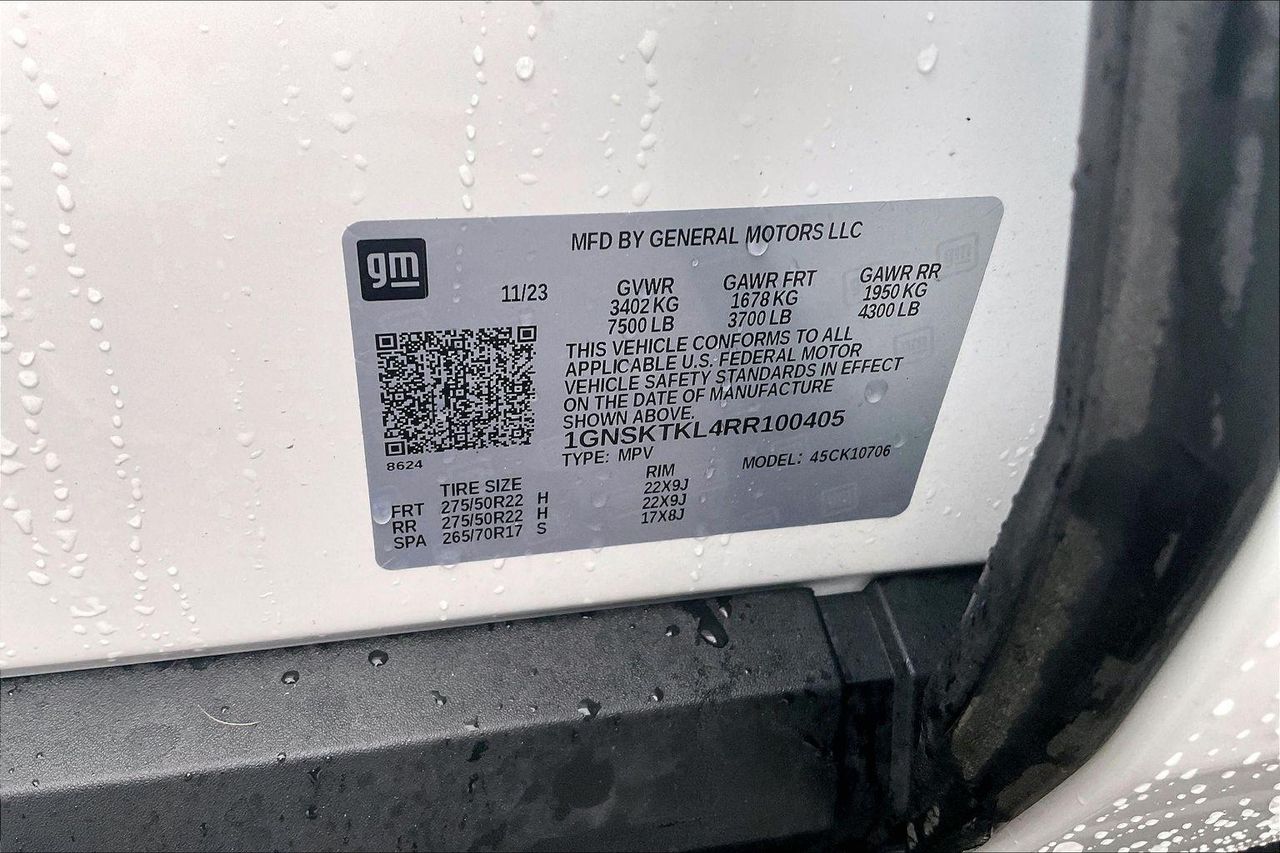 gm
MFD BY GENERAL MOTORS LLC
11/23
GVWR GAWR FRT GAWR RR
3402 KG 1678 KG 1950 KG
7500 LB 3700 LB 4300 LB
THIS VEHICLE CONFORMS TO ALL
APPLICABLE U.S. FEDERAL MOTOR
VEHICLE SAFETY STANDARDS IN EFFECT
ON THE DATE OF MANUFACTURE
SHOWN ABOVE.
1GNSKTKL4RR100405
8624
TYPE: MPV MODEL: 45CK10706
TIRE SIZE RIM
FRT 275/50R22 H 22X9J
RR 275/50R22 H 22X9J
SPA 265/70R17 S 17X8J